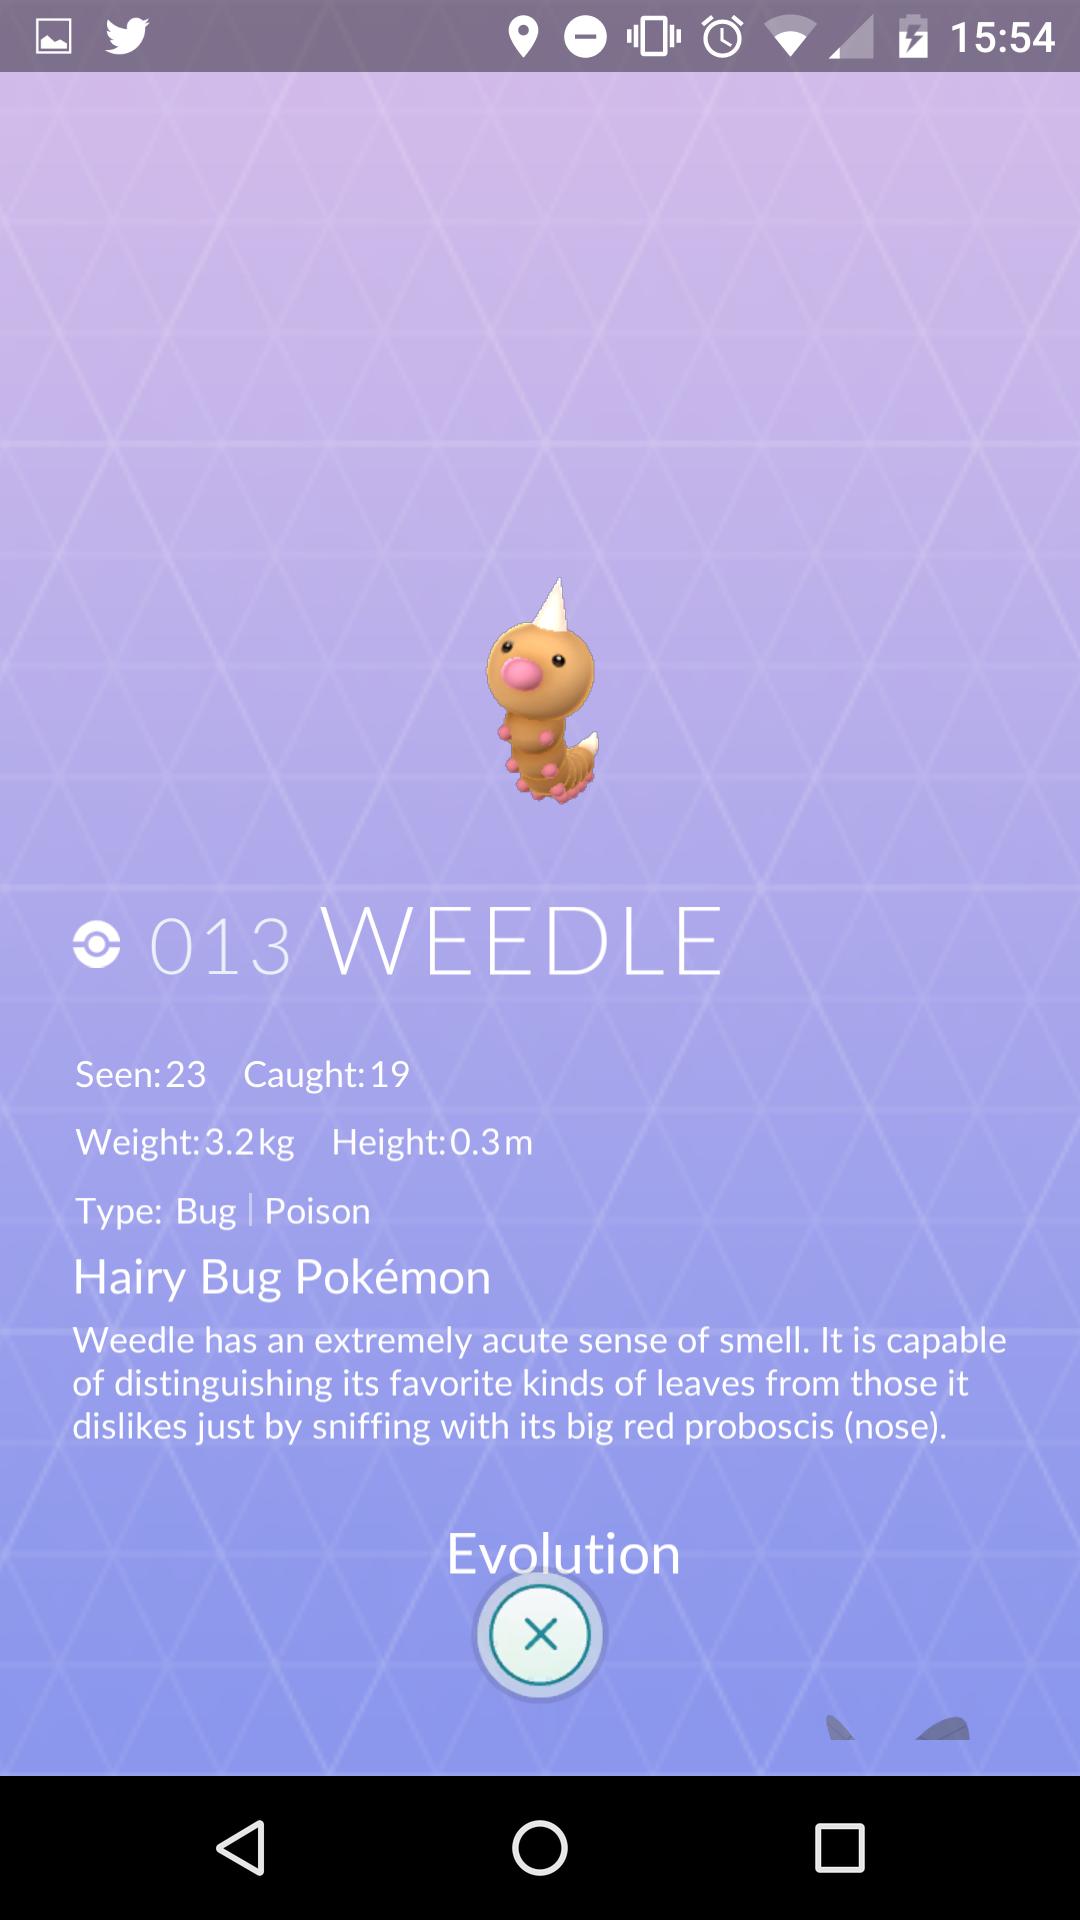 15:54
013 WEEDLE
Seen: 23 Caught: 19
Weight: 3.2 kg Height: 0.3 m
Type: Bug | Poison
Hairy Bug Pokémon
Weedle has an extremely acute sense of smell. It is capable
of distinguishing its favorite kinds of leaves from those it
dislikes just by sniffing with its big red proboscis (nose).
Evolution